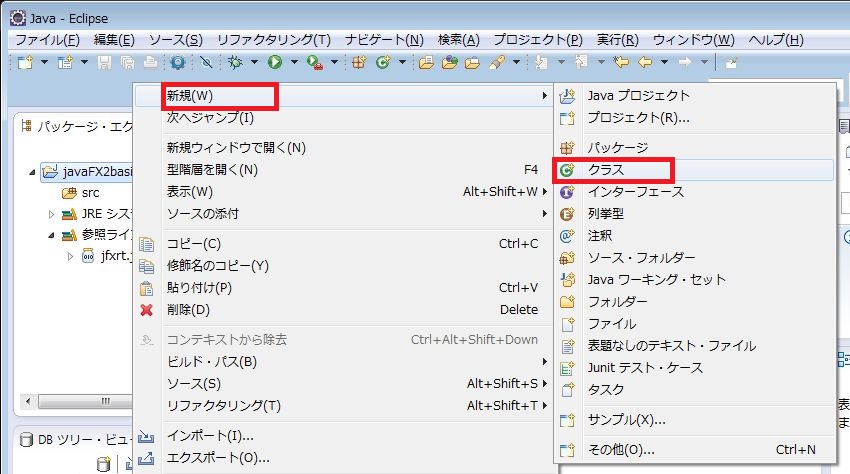 Java - Eclipse
ファイル(F) 編集(E) ソース(S) リファクタリング(T) ナビゲート(N) 検索(A) プロジェクト(P) 実行(R) ウィンドウ(W) ヘルプ(H)
パッケージ・エク
javaFX2basi
src
JRE シス
参照ライ
jfxrt.j
DB ツリー・ビュー
新規(W)
次へジャンプ(I)
新規ウィンドウで開く(N)
型階層を開く(N) F4
表示(W) Alt+Shift+W
ソースの添付
コピー(C) Ctrl+C
修飾名のコピー(Y)
貼り付け(P) Ctrl+V
削除(D) Delete
コンテキストから除去 Ctrl+Alt+Shift+Down
ビルド・パス(B)
ソース(S) Alt+Shift+S
リファクタリング(T) Alt+Shift+T
インポート(I)...
エクスポート(O)...
Java プロジェクト
プロジェクト(R)...
パッケージ
クラス
インターフェース
列挙型
注釈
ソース・フォルダー
Java ワーキング・セット
フォルダー
ファイル
表題なしのテキスト・ファイル
Junit テスト・ケース
タスク
サンプル(X)...
その他(O)... Ctrl+N
表
ま